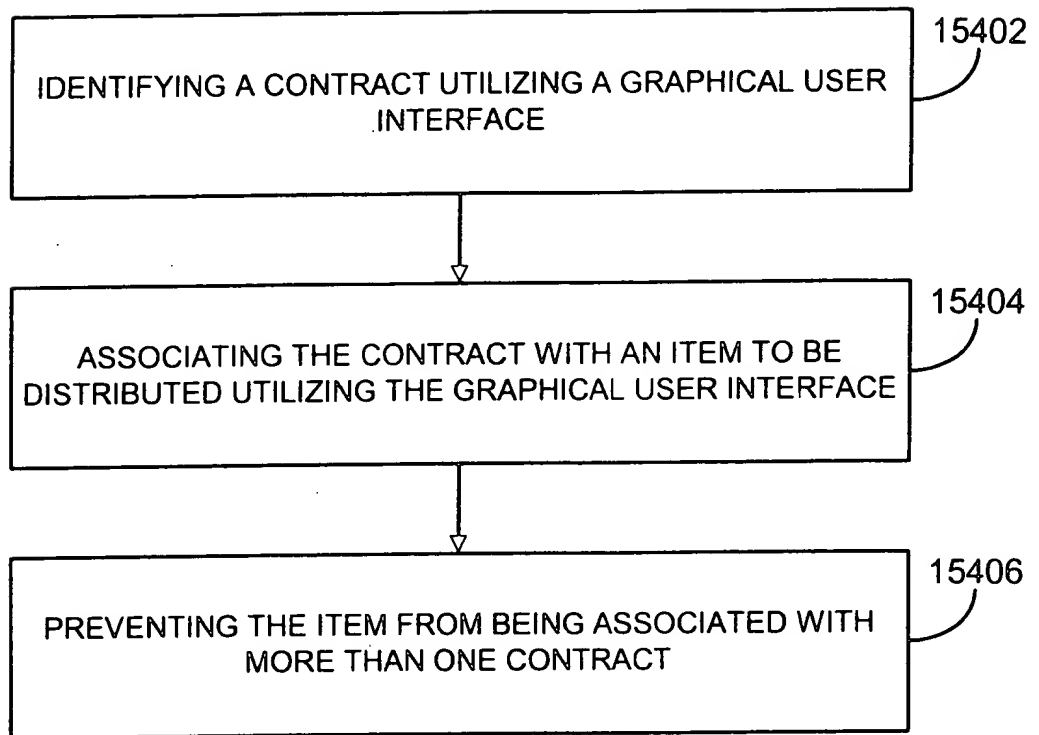 15402
IDENTIFYING A CONTRACT UTILIZING A GRAPHICAL USER
INTERFACE
15404
ASSOCIATING THE CONTRACT WITH AN ITEM TO BE
DISTRIBUTED UTILIZING THE GRAPHICAL USER INTERFACE
15406
PREVENTING THE ITEM FROM BEING ASSOCIATED WITH
MORE THAN ONE CONTRACT